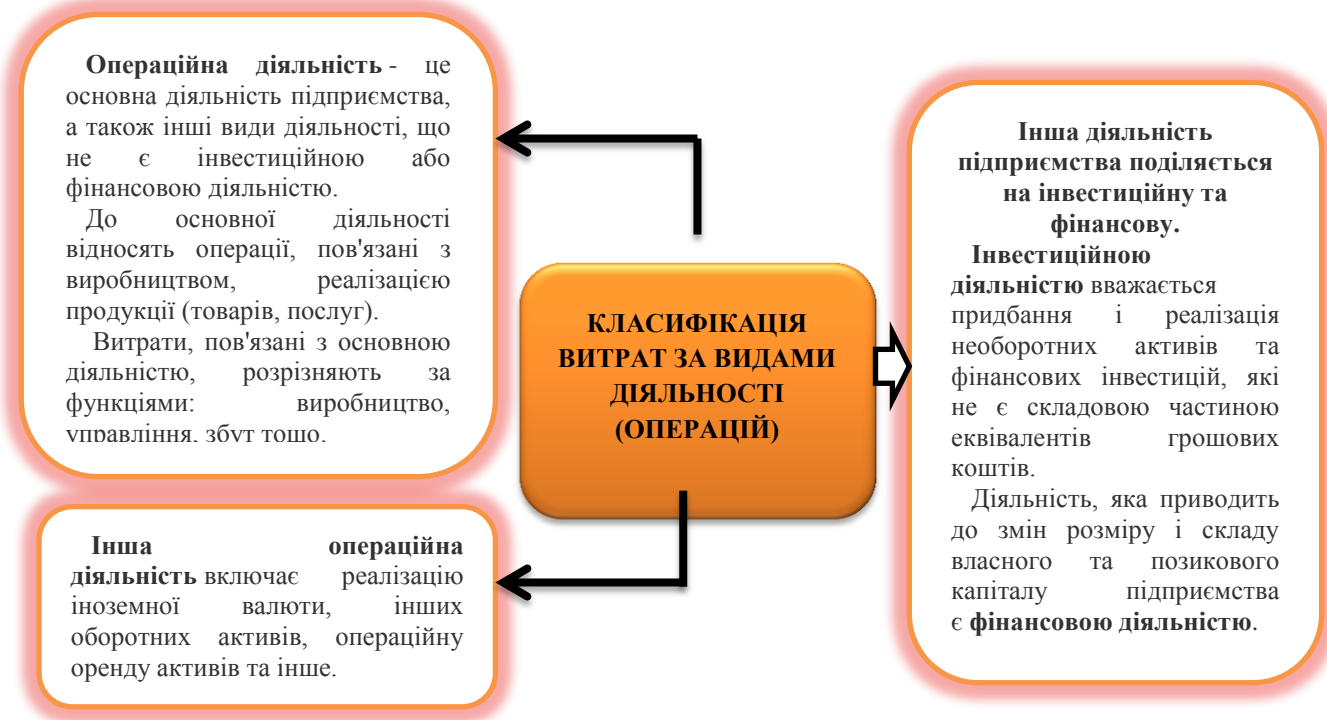 Операційна діяльність - це
основна діяльність підприємства,
а також інші види діяльності, що
не є інвестиційною або
фінансовою діяльністю.
До основної діяльності
відносять операції, пов'язані з
виробництвом, реалізацією
продукції (товарів, послуг).
Витрати, пов'язані з основною
діяльністю, розрізняють за
функціями: виробництво,
управління, збут тощо.
Інша операційна
діяльність включає реалізацію
іноземної валюти, інших
оборотних активів, операційну
оренду активів та інше.
КЛАСИФІКАЦІЯ
ВИТРАТ ЗА ВИДАМИ
ДІЯЛЬНОСТІ
(ОПЕРАЦІЙ)
Інша діяльність
підприємства поділяється
на інвестиційну та
фінансову.
Інвестиційною
діяльністю вважається
придбання і реалізація
необоротних активів та
фінансових інвестицій, які
не є складовою частиною
еквівалентів грошових
коштів.
Діяльність, яка приводить
до змін розміру і складу
власного та позикового
капіталу підприємства
є фінансовою діяльністю.